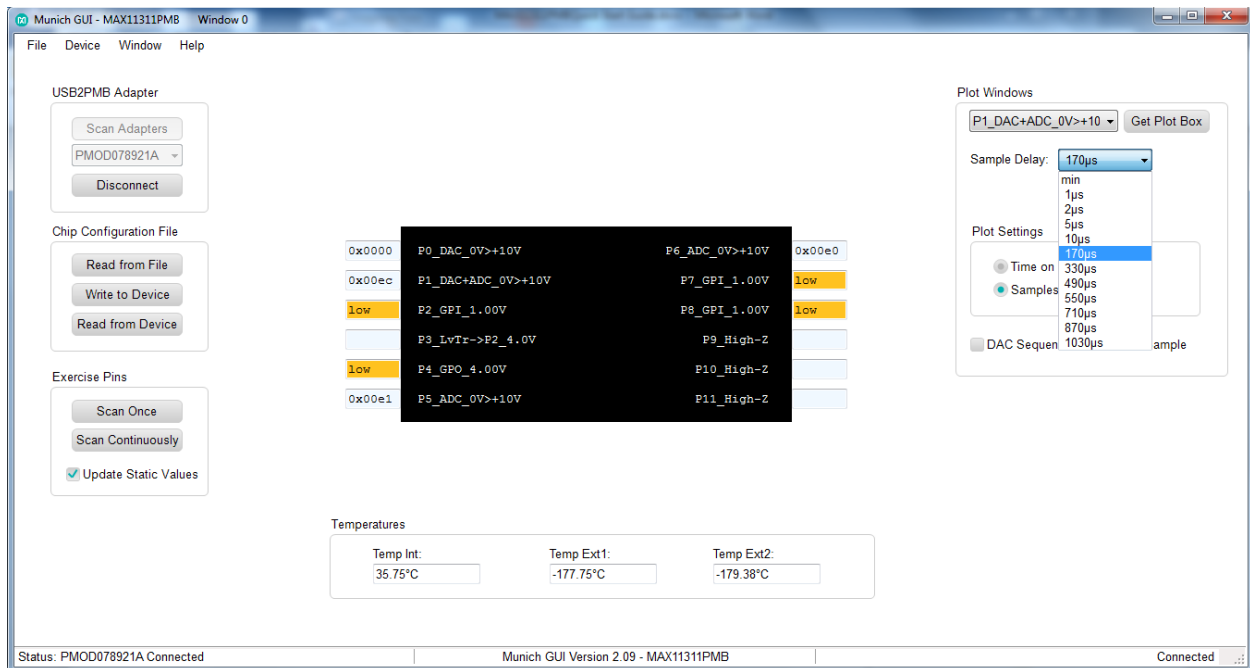 Munich GUI - MAX11311PMB Window 0
File Device Window Help
USB2PMB Adapter
Scan Adapters
PMOD078921A
Disconnect
Chip Configuration File
Read from File
Write to Device
Read from Device
Exercise Pins
Scan Once
Scan Continuously
Update Static Values
0x0000 P0_DAC_0V>+10V P6_ADC_0V>+10V 0x00e0
0x00ec P1_DAC+ADC_0V>+10V P7_GPI_1.00V low
low P2_GPI_1.00V P8_GPI_1.00V low
P3_LvTr->P2_4.0V P9_High-Z
low P4_GPO_4.00V P10_High-Z
0x00e1 P5_ADC_0V>+10V P11_High-Z
Temperatures
Temp Int: Temp Ext1: Temp Ext2:
35.75°C -177.75°C -179.38°C
Plot Windows
P1_DAC+ADC_0V>+10 Get Plot Box
Sample Delay: 170µs
min
1µs
2µs
5µs
10µs
170µs
330µs
490µs
550µs
710µs
870µs
1030µs
Plot Settings
Time on
Samples
DAC Sequen ample
Status: PMOD078921A Connected Munich GUI Version 2.09 - MAX11311PMB Connected